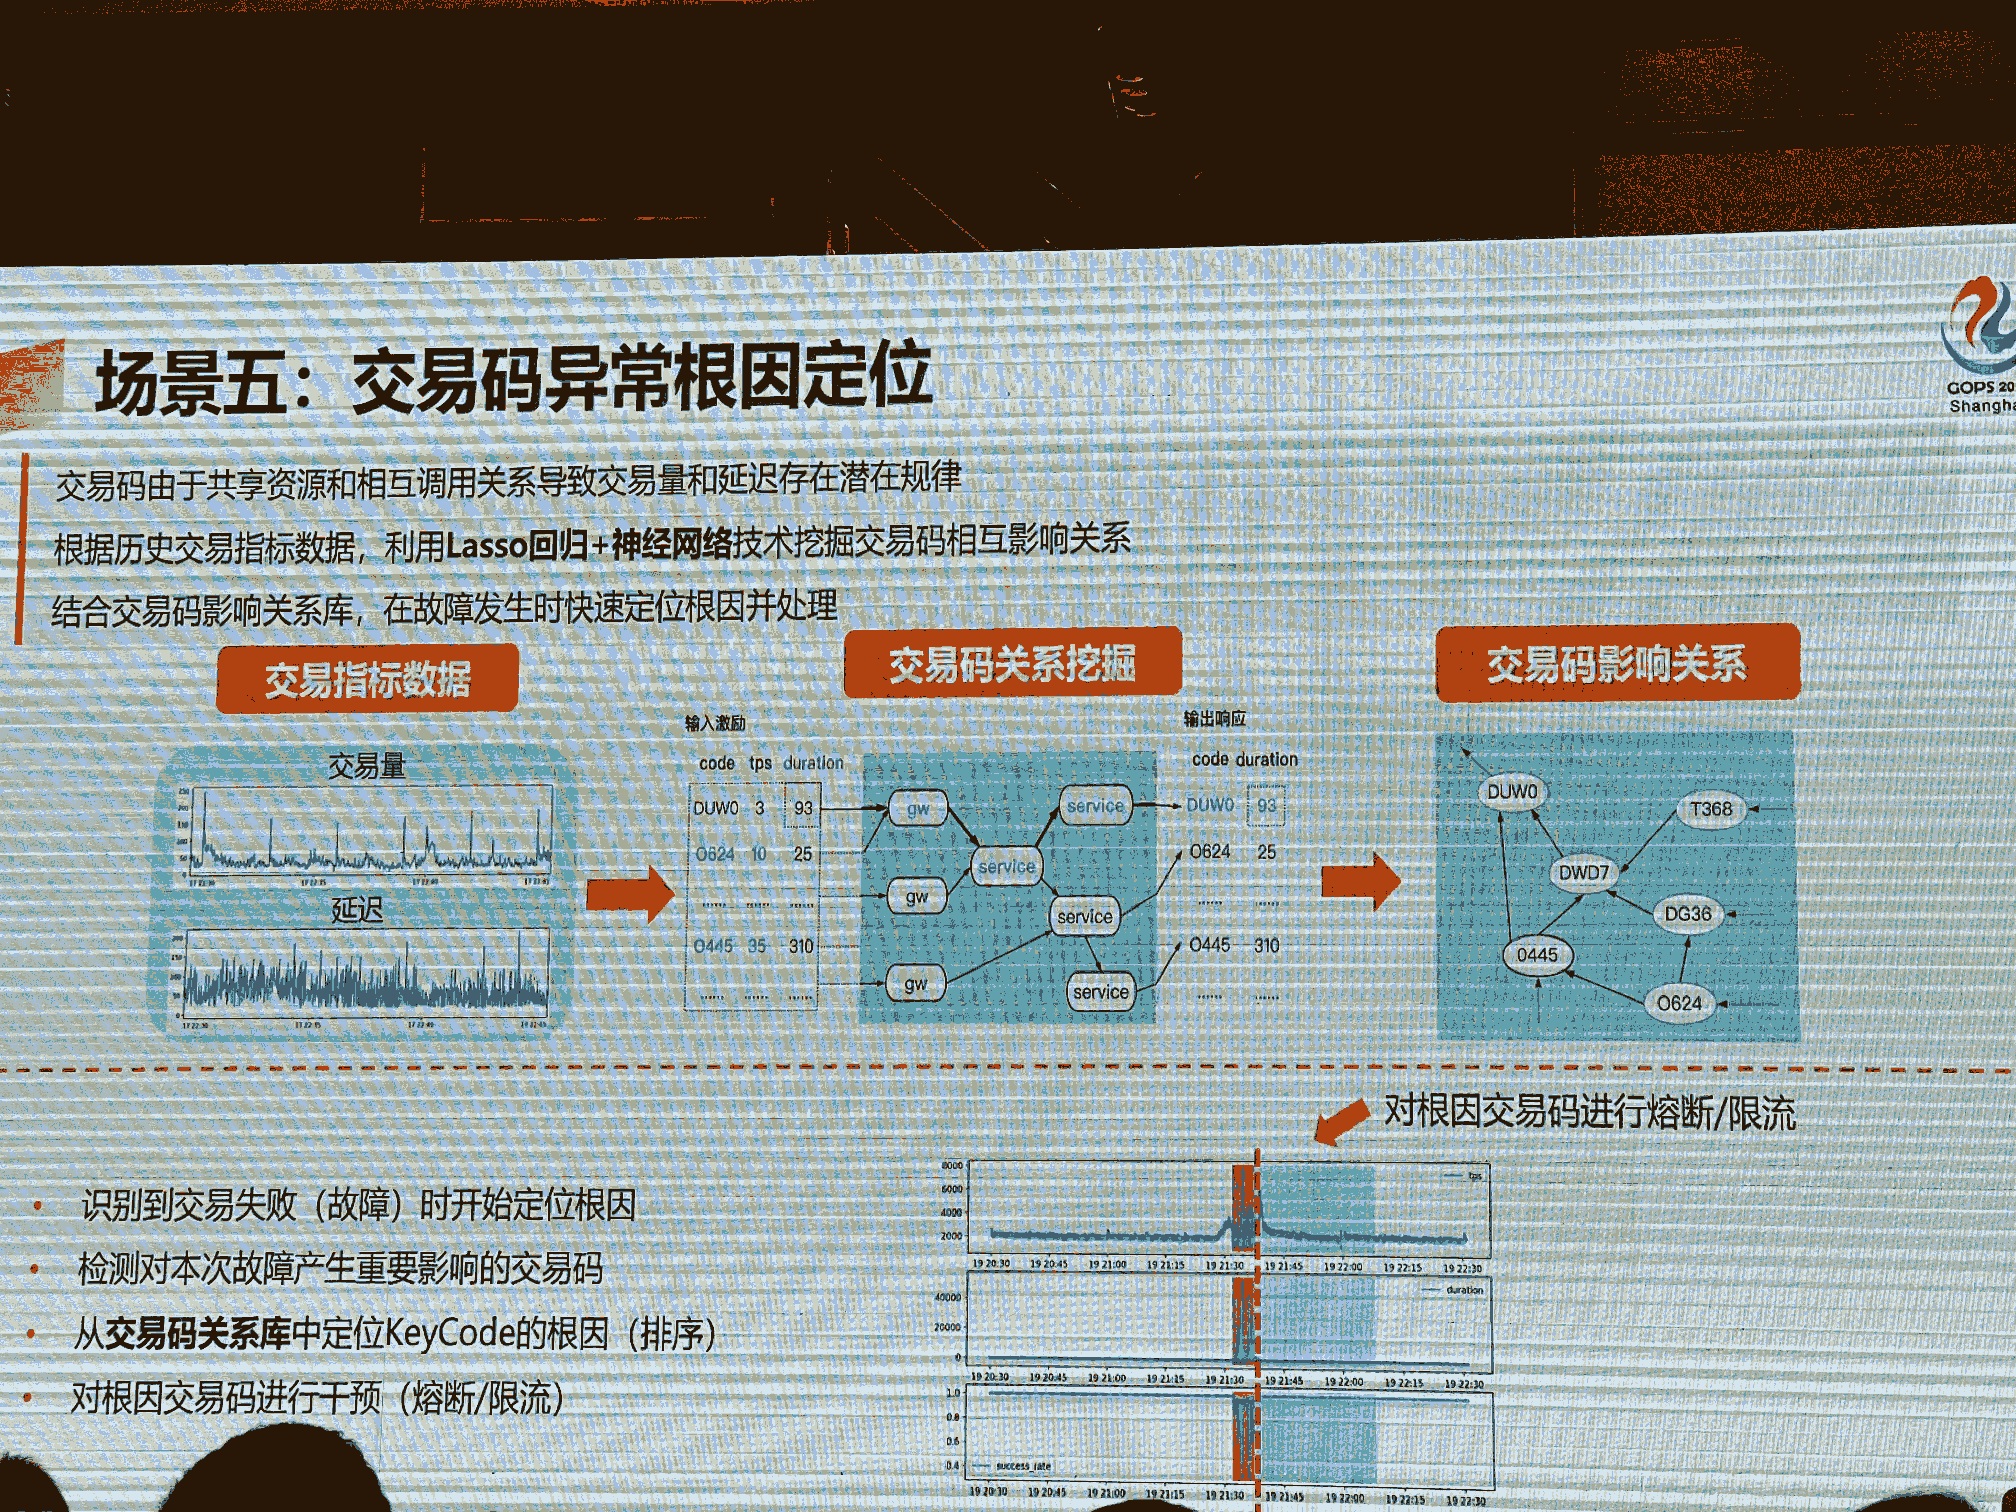 场景五：交易码异常根因定位
GOPS 20
Shangha
交易码由于共享资源和相互调用关系导致交易量和延迟存在潜在规律
根据历史交易指标数据，利用Lasso回归+神经网络技术挖掘交易码相互影响关系
结合交易码影响关系库，在故障发生时快速定位根因并处理
交易指标数据
交易码关系挖掘
交易码影响关系
输入激励
输出响应
交易量
延迟
code tps duration
DUW0 3 93
O624 10 25
...... ...... ......
O445 35 310
...... ...... ......
gw
gw
gw
service
service
service
service
code duration
DUW0 93
O624 25
...... ......
O445 310
...... ......
DUW0
T368
DWD7
DG36
O445
O624
对根因交易码进行熔断/限流
• 识别到交易失败（故障）时开始定位根因
• 检测对本次故障产生重要影响的交易码
• 从交易码关系库中定位KeyCode的根因（排序）
• 对根因交易码进行干预（熔断/限流）
8000
6000
4000
2000
tps
19 20:30 19 20:45 19 21:00 19 21:15 19 21:30 19 21:45 19 22:00 19 22:15 19 22:30
40000
20000
0
duration
19 20:30 19 20:45 19 21:00 19 21:15 19 21:30 19 21:45 19 22:00 19 22:15 19 22:30
1.0
0.8
0.6
0.4
success_rate
19 20:30 19 20:45 19 21:00 19 21:15 19 21:30 19 21:45 19 22:00 19 22:15 19 22:30